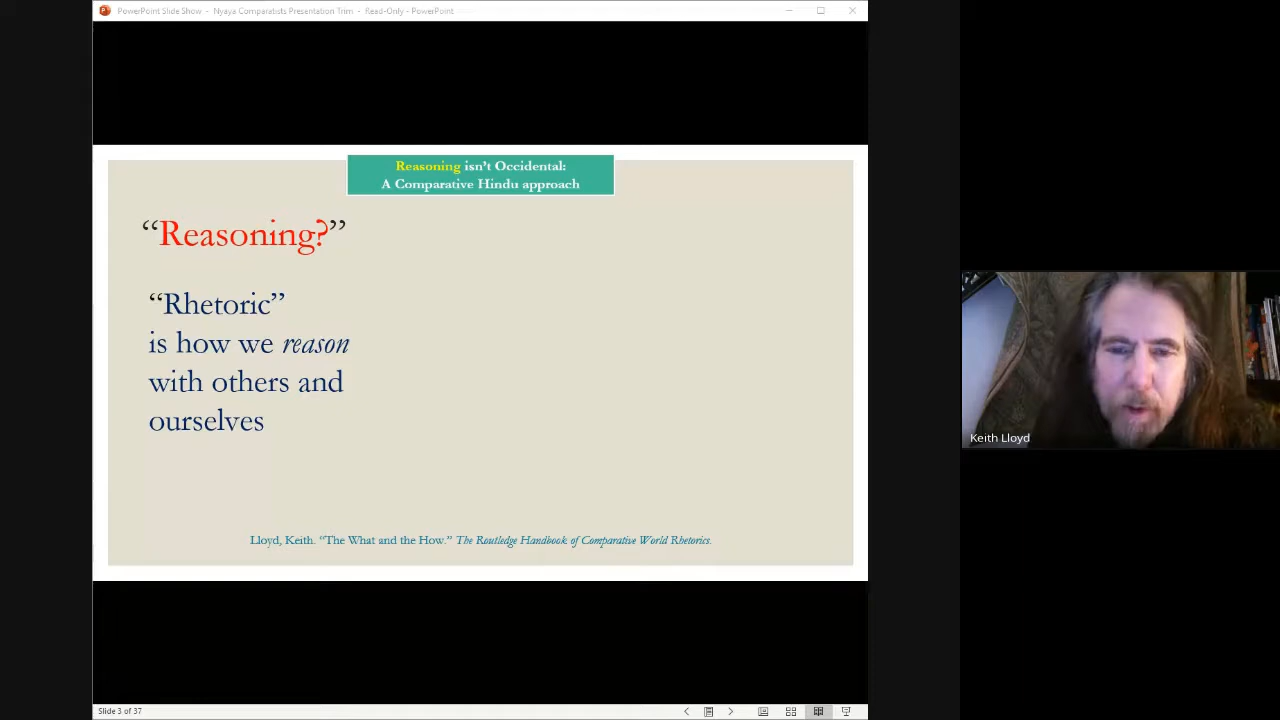 PowerPoint Slide Show - Nyaya Comparatists Presentation Trim - Read-Only - PowerPoint
Reasoning isn't Occidental:
A Comparative Hindu approach
“Reasoning?”
“Rhetoric”
is how we reason
with others and
ourselves
Lloyd, Keith. “The What and the How.” The Routledge Handbook of Comparative World Rhetorics.
Keith Lloyd
Slide 3 of 37